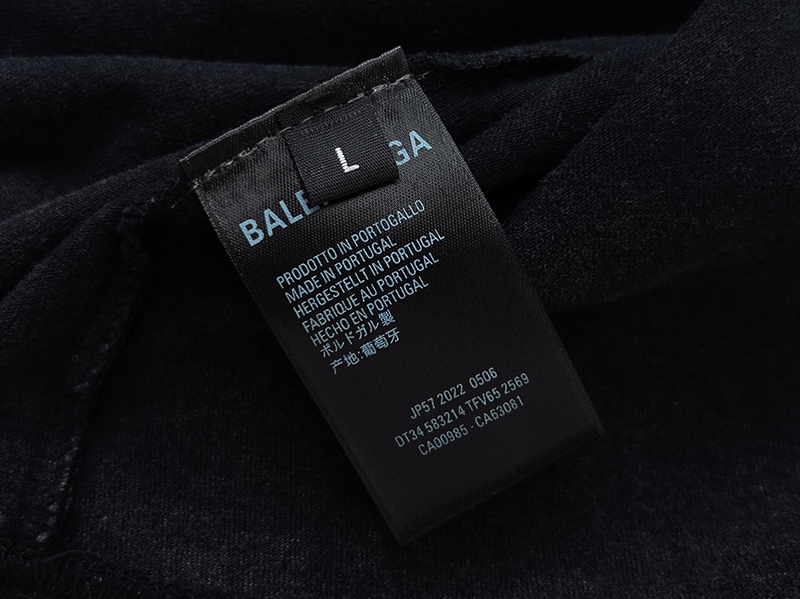 L
BALE GA
PRODOTTO IN PORTOGALLO
MADE IN PORTUGAL
HERGESTELLT IN PORTUGAL
FABRIQUE AU PORTUGAL
HECHO EN PORTUGAL
ポルトガル製
产地:葡萄牙
JP57 2022 0506
DT34 583214 TFV65 2569
CA00985 - CA53081